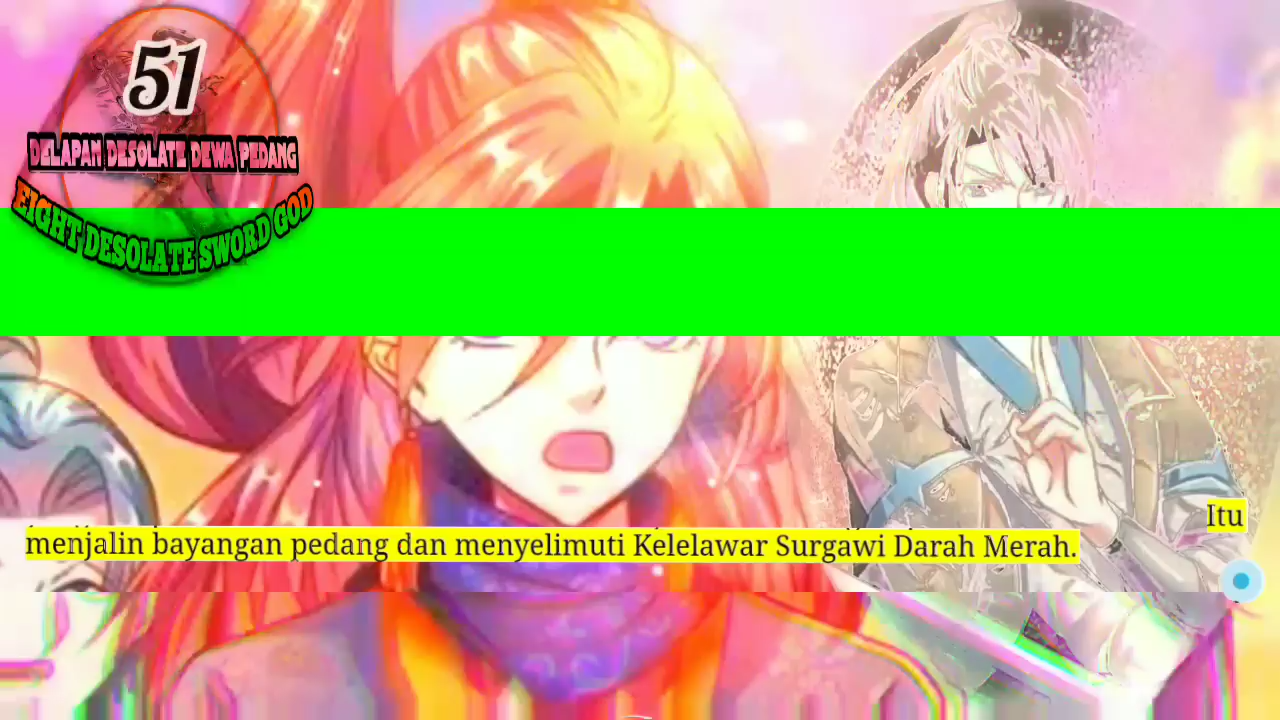 51
DELAPAN DESOLATE DEWA PEDANG
EIGHT DESOLATE SWORD GOD
Itu
menjalin bayangan pedang dan menyelimuti Kelelawar Surgawi Darah Merah.